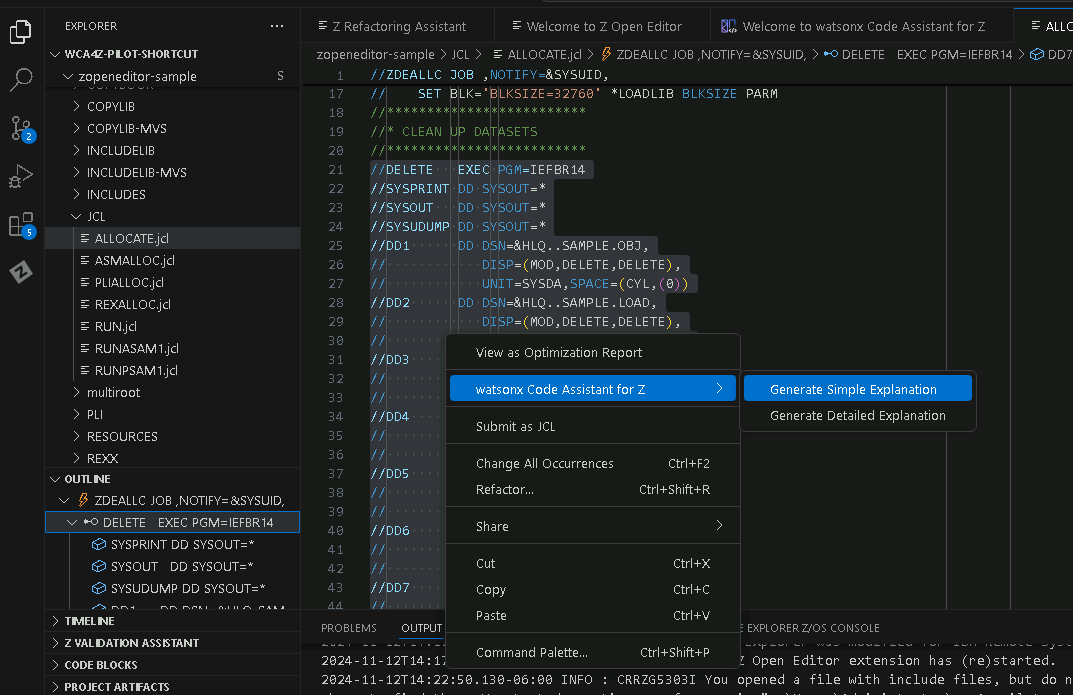 EXPLORER
WCA4Z-PILOT-SHORTCUT
zopeneditor-sample S
COPYLIB
COPYLIB-MVS
INCLUDELIB
INCLUDELIB-MVS
INCLUDES
JCL
ALLOCATE.jcl
ASMALLOC.jcl
PLIALLOC.jcl
REXALLOC.jcl
RUN.jcl
RUNASAM1.jcl
RUNPSAM1.jcl
multiroot
PLI
RESOURCES
REXX
OUTLINE
ZDEALLC JOB ,NOTIFY=&SYSUID,
DELETE EXEC PGM=IEFBR14
SYSPRINT DD SYSOUT=*
SYSOUT DD SYSOUT=*
SYSUDUMP DD SYSOUT=*
TIMELINE
Z VALIDATION ASSISTANT
CODE BLOCKS
PROJECT ARTIFACTS
2
5
Z Refactoring Assistant Welcome to Z Open Editor Welcome to watsonx Code Assistant for Z ALLO
zopeneditor-sample > JCL > ALLOCATE.jcl > ZDEALLC JOB ,NOTIFY=&SYSUID, > DELETE EXEC PGM=IEFBR14 > DD7
1 //ZDEALLC JOB ,NOTIFY=&SYSUID,
17 // SET BLK='BLKSIZE=32760' *LOADLIB BLKSIZE PARM
18 //*************************
19 //* CLEAN UP DATASETS
20 //*************************
21 //DELETE EXEC PGM=IEFBR14
22 //SYSPRINT DD SYSOUT=*
23 //SYSOUT DD SYSOUT=*
24 //SYSUDUMP DD SYSOUT=*
25 //DD1 DD DSN=&HLQ..SAMPLE.OBJ,
26 // DISP=(MOD,DELETE,DELETE),
27 // UNIT=SYSDA,SPACE=(CYL,(0))
28 //DD2 DD DSN=&HLQ..SAMPLE.LOAD,
29 // DISP=(MOD,DELETE,DELETE),
30 //
31 //DD3
32 //
33 //
34 //DD4
35 //
36 //
37 //DD5
38 //
39 //
40 //DD6
41 //
42 //
43 //DD7
44 //
View as Optimization Report
watsonx Code Assistant for Z
Generate Simple Explanation
Generate Detailed Explanation
Submit as JCL
Change All Occurrences Ctrl+F2
Refactor... Ctrl+Shift+R
Share
Cut Ctrl+X
Copy Ctrl+C
Paste Ctrl+V
Command Palette... Ctrl+Shift+P
PROBLEMS OUTPUT EXPLORER Z/OS CONSOLE
2024-11-12T14:17 Z Open Editor extension has (re)started.
2024-11-12T14:22:50.130-06:00 INFO : CRRZG5303I You opened a file with include files, but do n